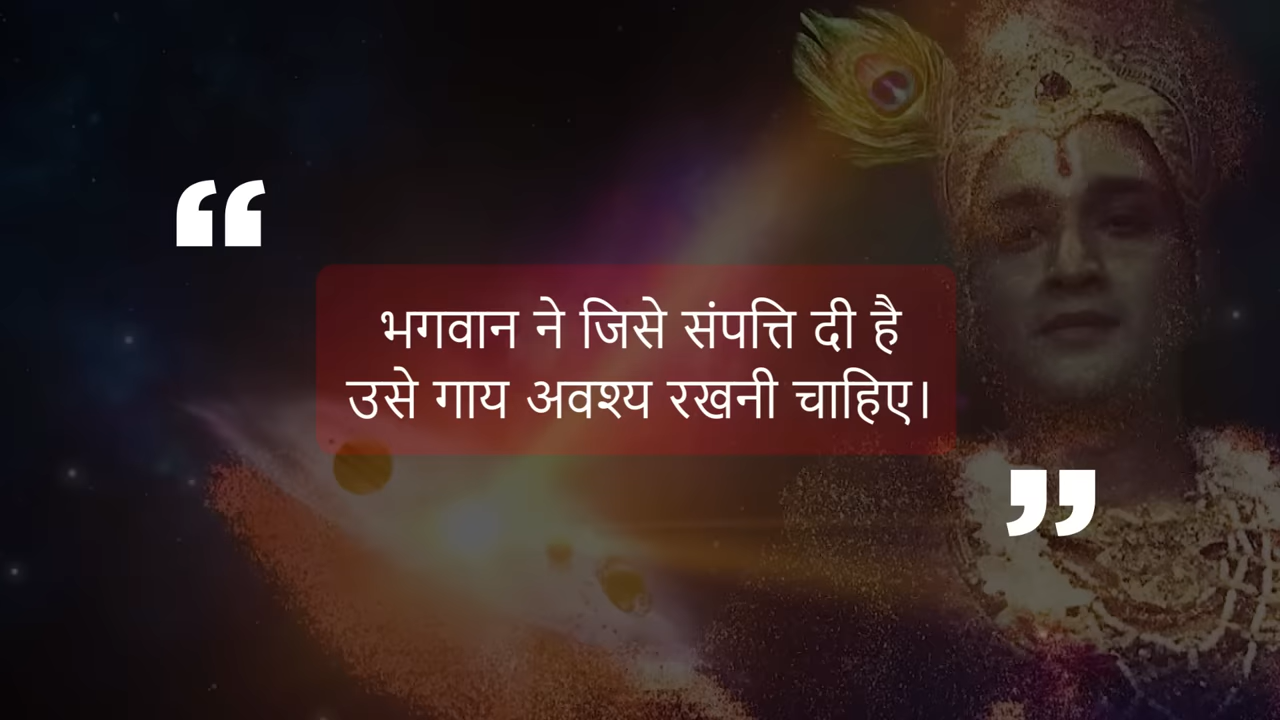 “
भगवान ने जिसे संपत्ति दी है
उसे गाय अवश्य रखनी चाहिए।
”